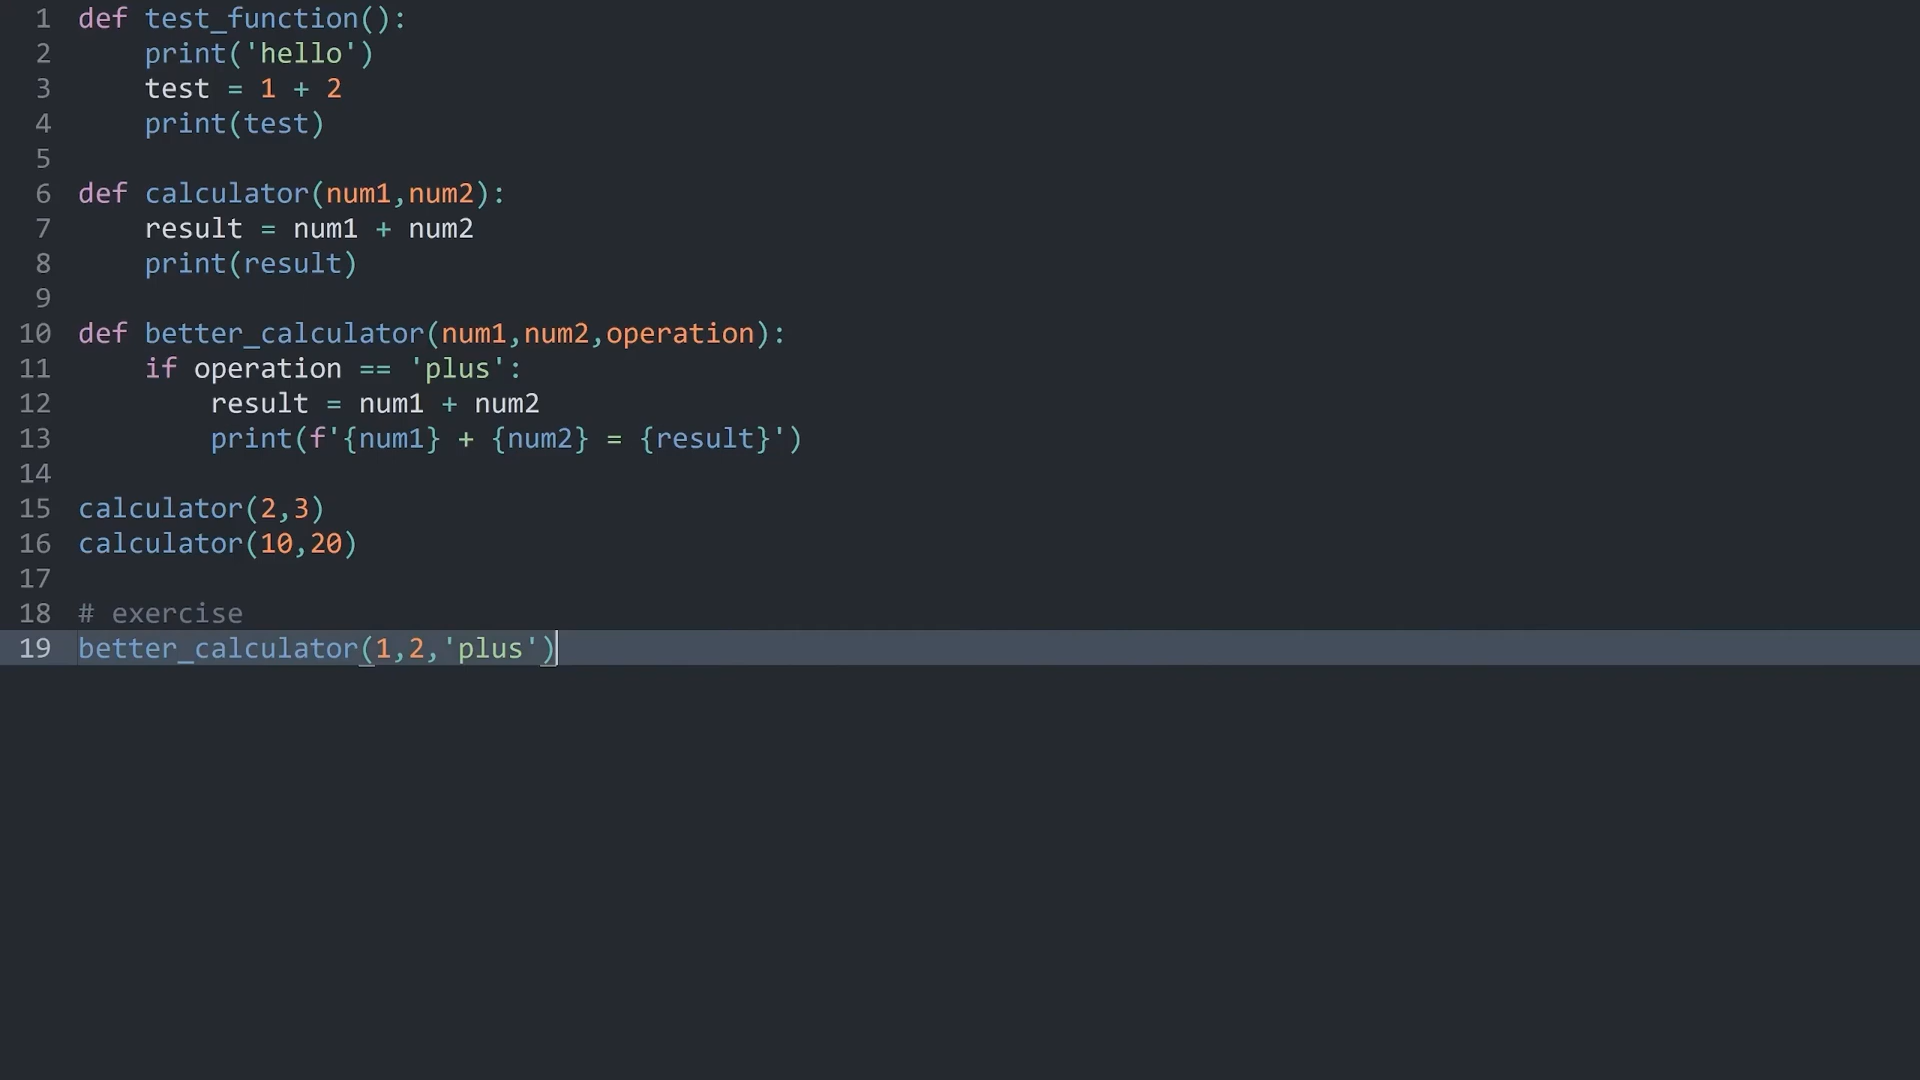 1 def test_function():
2     print('hello')
3     test = 1 + 2
4     print(test)
5
6 def calculator(num1,num2):
7     result = num1 + num2
8     print(result)
9
10 def better_calculator(num1,num2,operation):
11     if operation == 'plus':
12         result = num1 + num2
13         print(f'{num1} + {num2} = {result}')
14
15 calculator(2,3)
16 calculator(10,20)
17
18 # exercise
19 better_calculator(1,2,'plus')